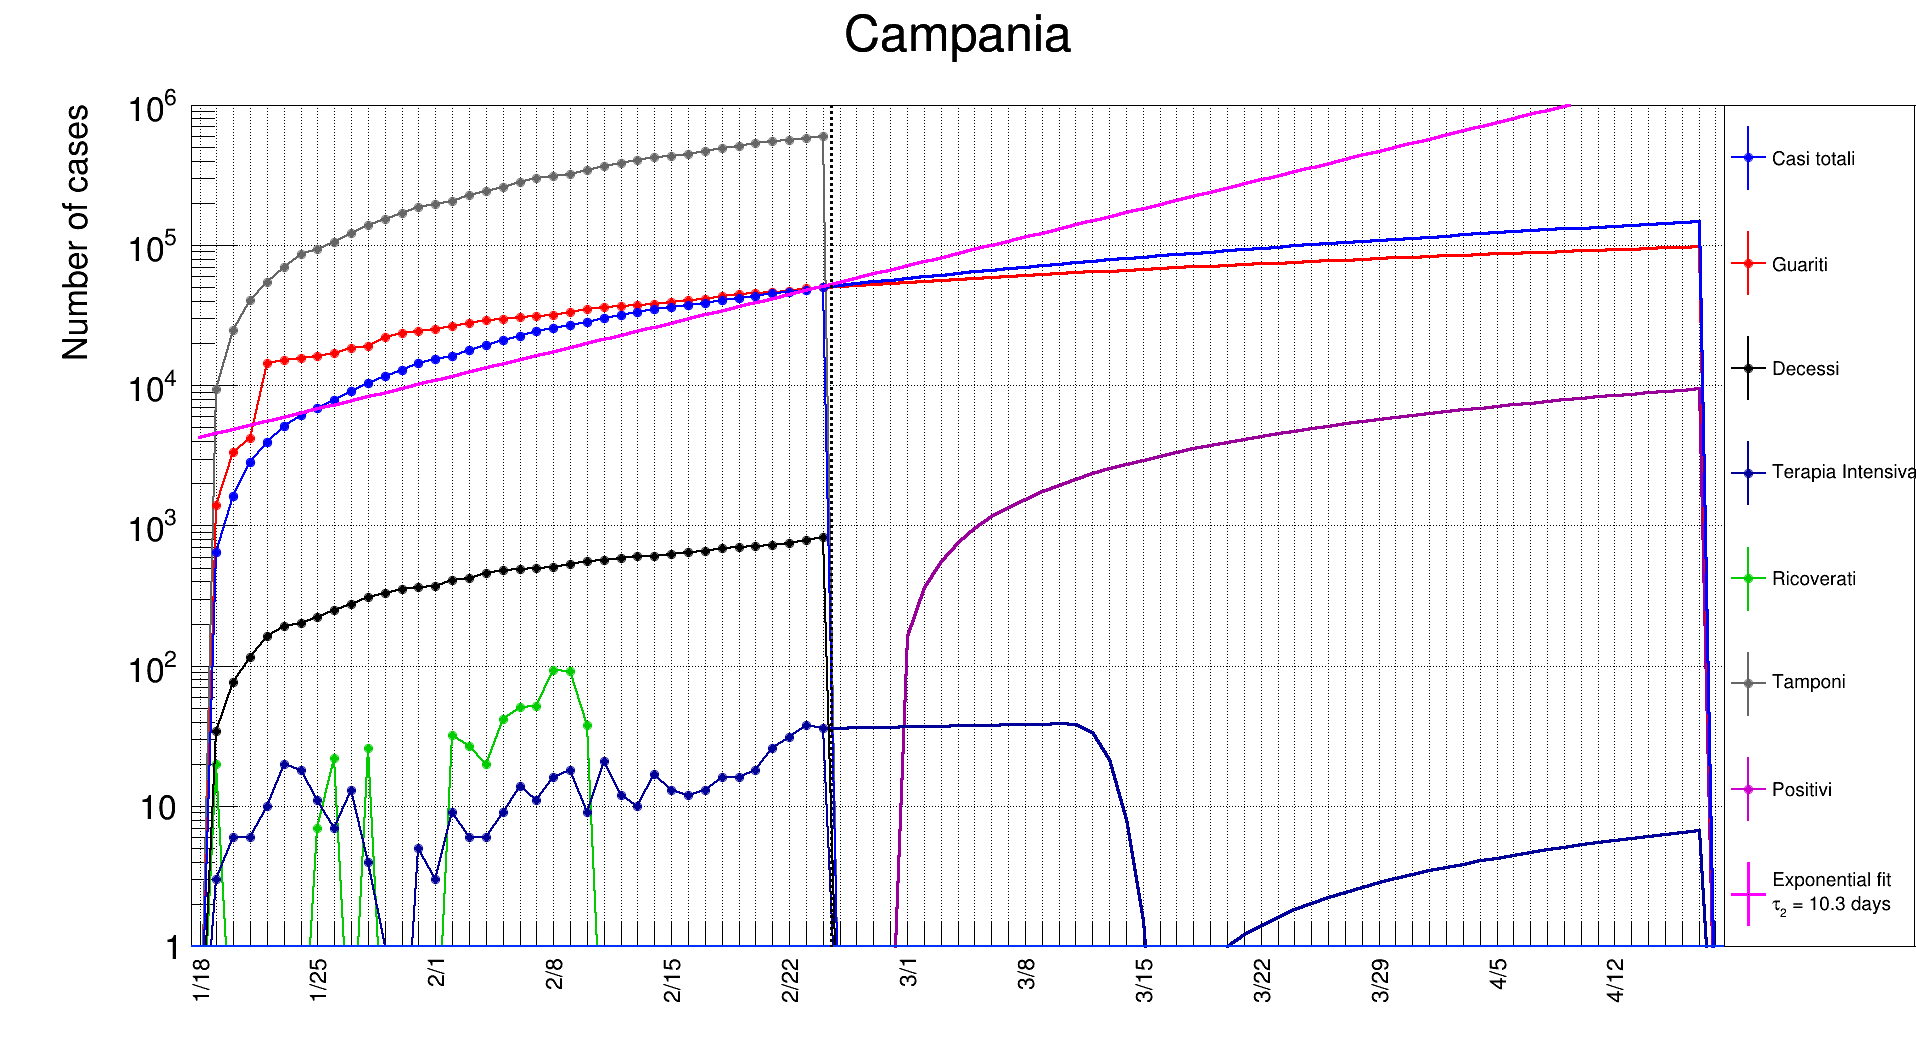 Campania
Number of cases
10^6
10^5
10^4
10^3
10^2
10
1
1/18
1/25
2/1
2/8
2/15
2/22
3/1
3/8
3/15
3/22
3/29
4/5
4/12
Casi totali
Guariti
Decessi
Terapia Intensiva
Ricoverati
Tamponi
Positivi
Exponential fit
τ₂ = 10.3 days